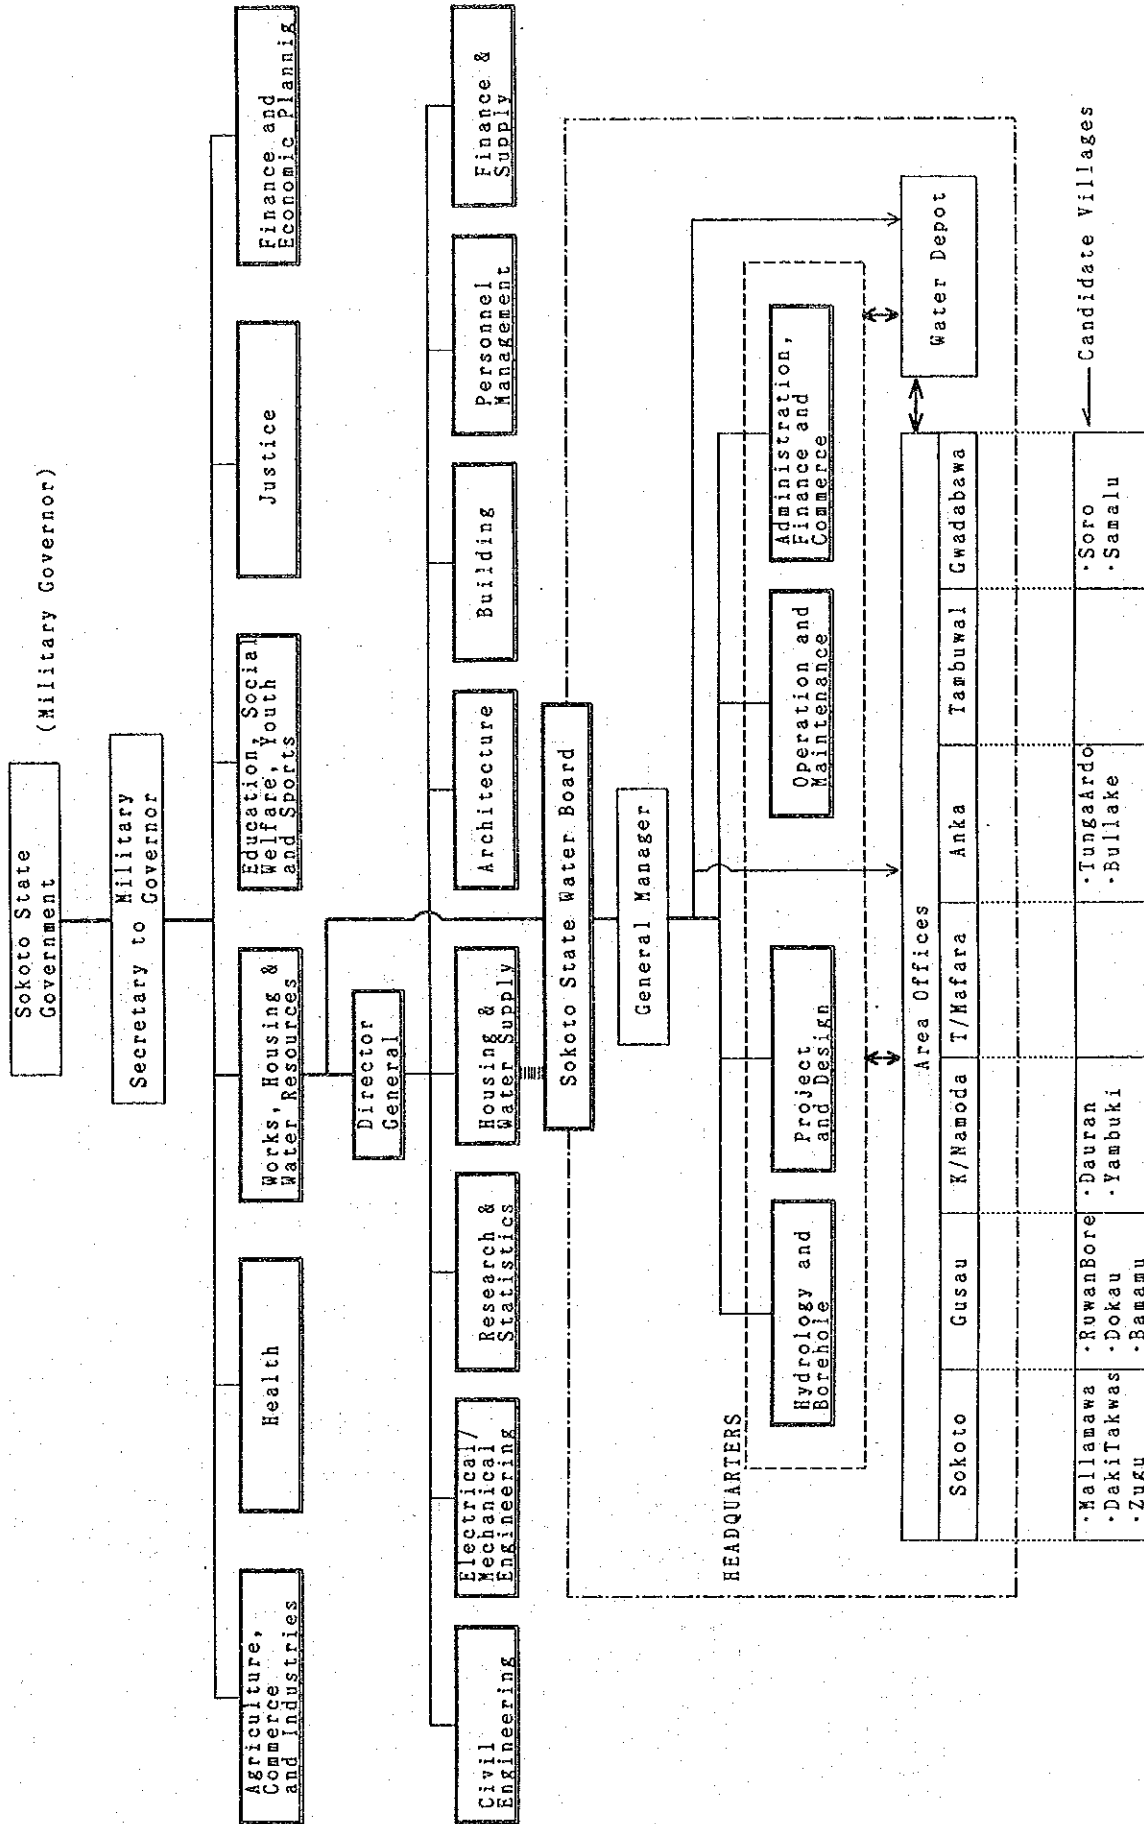 Sokoto State
Government
(Military Governor)
Secretary to Military
Governor
Agriculture,
Commerce
and Industries
Health
Works, Housing &
Water Resources
Education, Social
Welfare, Youth
and Sports
Justice
Finance and
Economic Plannig
Director
General
Civil
Engineering
Electrical/
Mechanical
Engineering
Research &
Statistics
Housing &
Water Supply
Architecture
Building
Personnel
Management
Finance &
Supply
Sokoto State Water Board
General Manager
HEADQUARTERS
Hydrology and
Borehole
Project
and Design
Operation and
Maintenance
Administration,
Finance and
Commerce
Water Depot
Area Offices
Sokoto
Gusau
K/Namoda
T/Mafara
Anka
Tambuwal
Gwadabawa
Candidate Villages
·Mallamawa
·DakiTakwas
·Zugu
·RuwanBore
·Dokau
·Bamamu
·Dauran
·Yambuki
·TungaArdo
·Bullake
·Soro
·Samalu